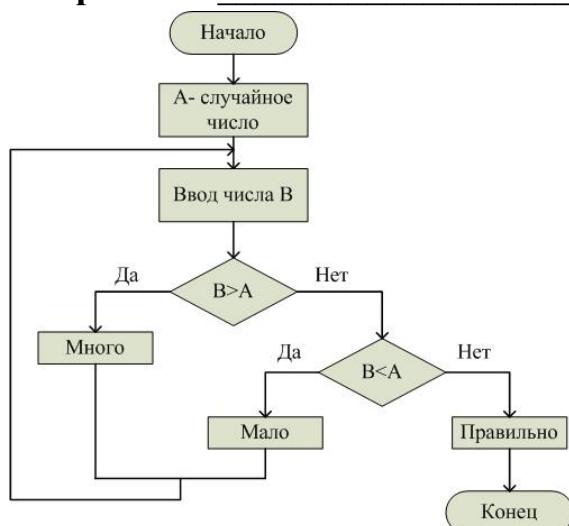 Начало
А- случайное
число
Ввод числа В
Да
В>А
Нет
Много
Да
В<А
Нет
Мало
Правильно
Конец